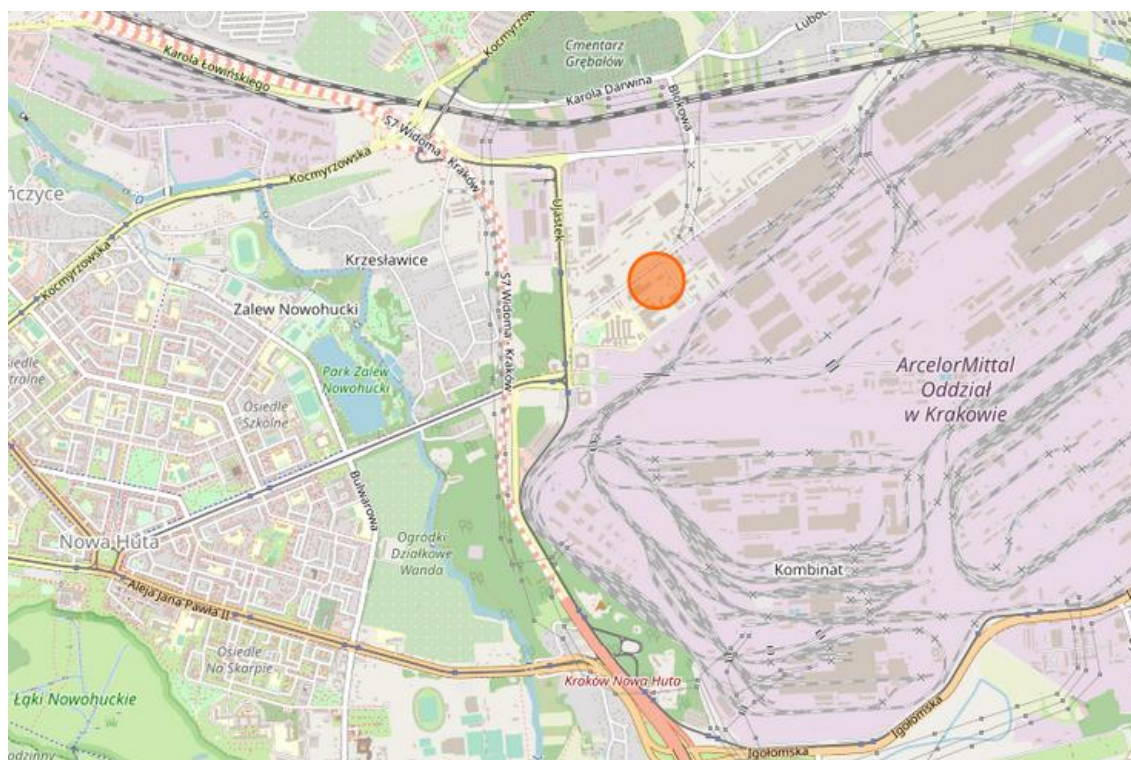 Cmentarz
Grębałów
Kocmyrzowska
Karola Łowińskiego
Karola Darwina
Blokowa
S7 Widoma - Kraków
Kocmyrzowska
Ujastek
Krzesławice
Kocmyrzowska
Zalew Nowohucki
S7 Widoma - Kraków
Park Zalew
Nowohucki
ArcelorMittal
Oddział
w Krakowie
Osiedle
Szkolne
Bulwarowa
Nowa Huta
Ogródki
Działkowe
Wanda
Kombinat
Aleja Jana Pawła II
Osiedle
Na Skarpie
Kraków Nowa Huta
Łąki Nowohuckie
Igołomska
Igołomska